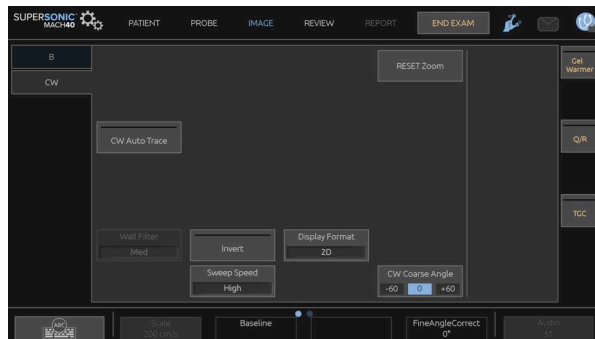 SUPERSONIC
MACH40
PATIENT
PROBE
IMAGE
REVIEW
REPORT
END EXAM
B
CW
RESET Zoom
Gel
Warmer
CW Auto Trace
Q/R
TGC
Wall Filter
Med
Invert
Display Format
2D
Sweep Speed
High
CW Coarse Angle
-60 0 +60
ABC
Scale
200 cm/s
Baseline
FineAngleCorrect
0°
Audio
51